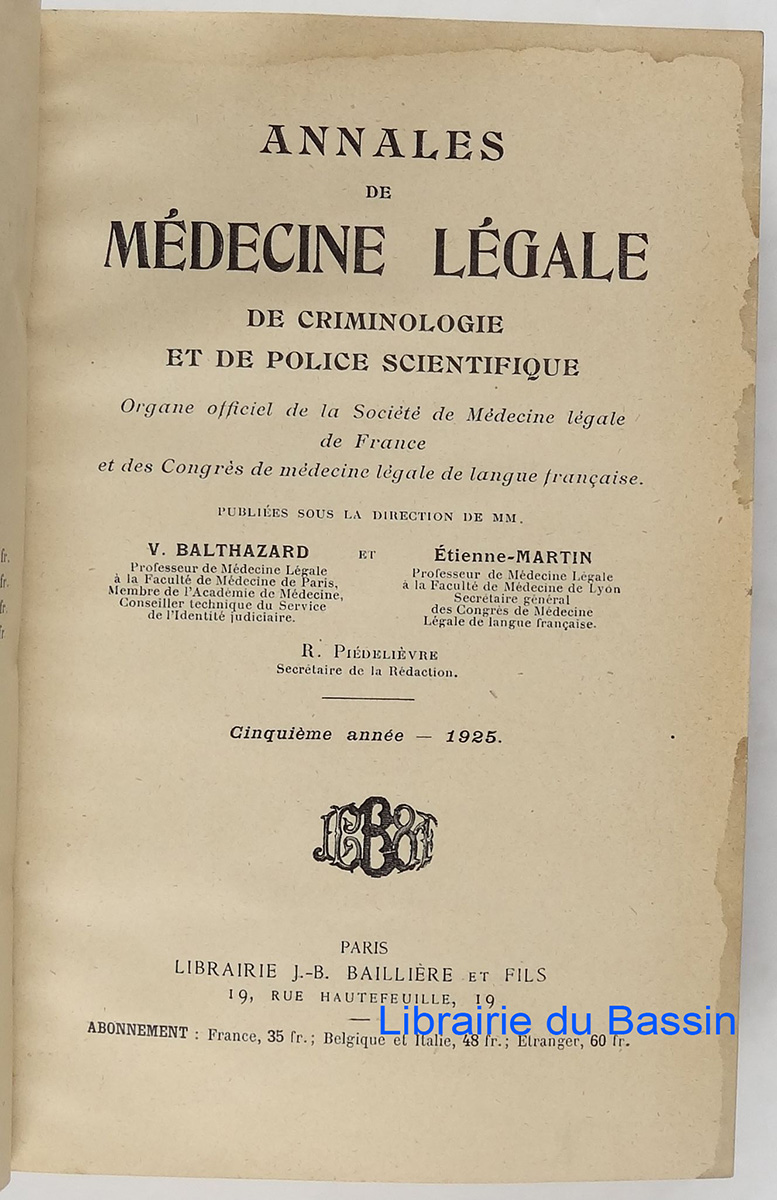 ANNALES
DE
MÉDECINE LÉGALE
DE CRIMINOLOGIE
ET DE POLICE SCIENTIFIQUE
Organe officiel de la Société de Médecine légale
de France
et des Congrès de médecine légale de langue française.
PUBLIÉES SOUS LA DIRECTION DE MM.
V. BALTHAZARD
Professeur de Médecine Légale
à la Faculté de Médecine de Paris,
Membre de l'Académie de Médecine,
Conseiller technique du Service
de l'Identité judiciaire.
ET
Étienne-MARTIN
Professeur de Médecine Légale
à la Faculté de Médecine de Lyon
Secrétaire général
des Congrès de Médecine
Légale de langue française.
R. PIÉDELIÈVRE
Secrétaire de la Rédaction.
Cinquième année — 1925.
PARIS
LIBRAIRIE J.-B. BAILLIÈRE ET FILS
19, RUE HAUTEFEUILLE, 19
Librairie du Bassin
ABONNEMENT : France, 35 fr.; Belgique et Italie, 48 fr.; Etranger, 60 fr.
fr.
fr.
fr.
fr